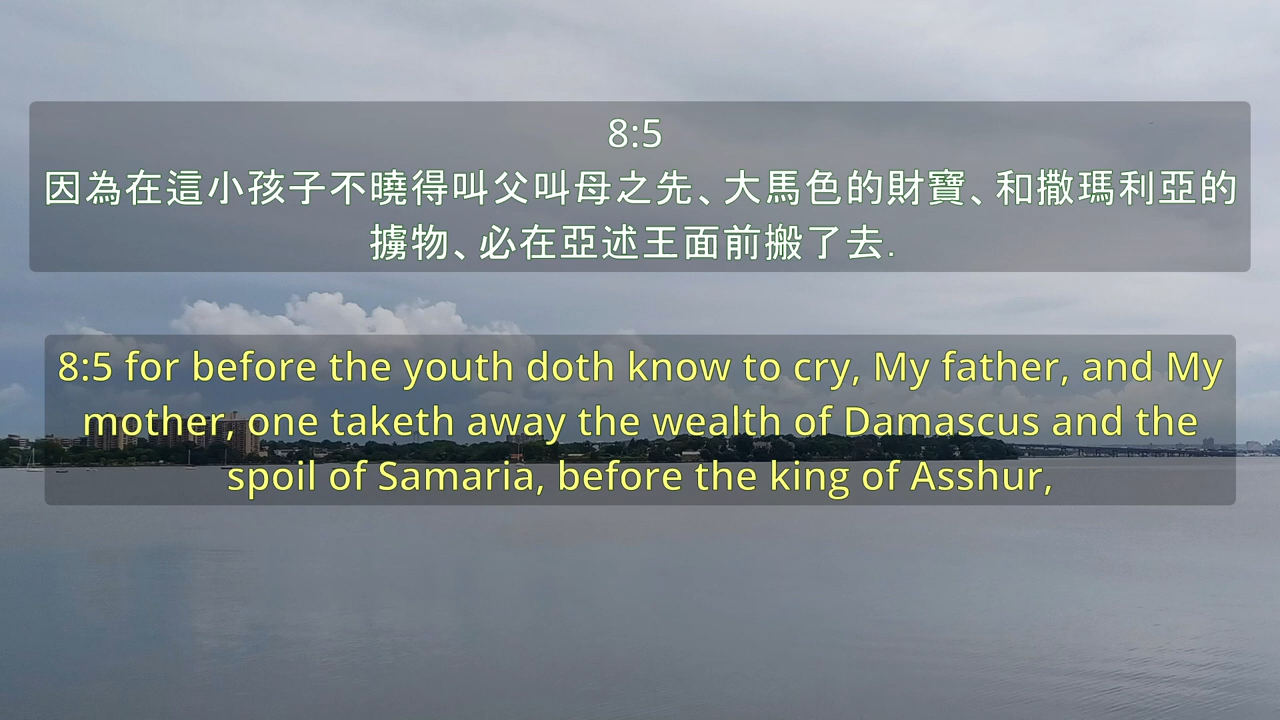 8:5
因為在這小孩子不曉得叫父叫母之先、大馬色的財寶、和撒瑪利亞的
擄物、必在亞述王面前搬了去.
8:5 for before the youth doth know to cry, My father, and My
mother, one taketh away the wealth of Damascus and the
spoil of Samaria, before the king of Asshur,